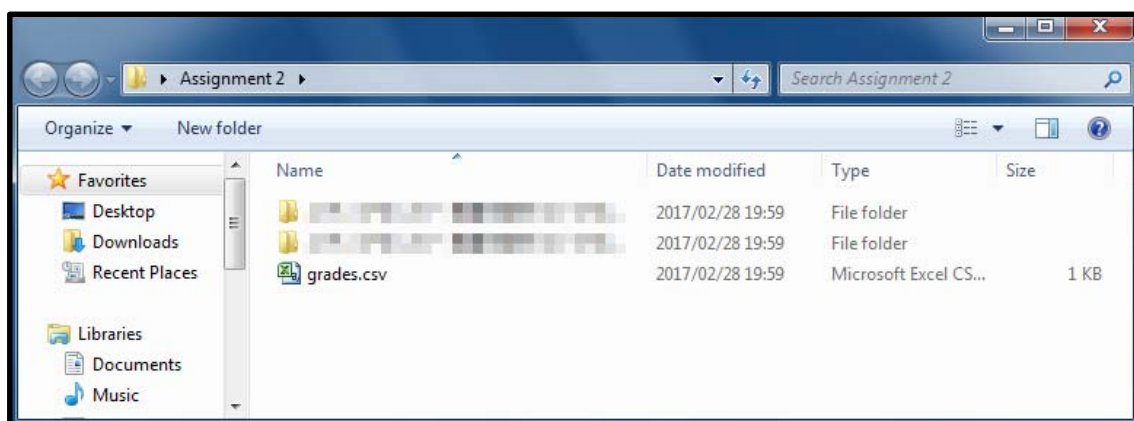 Assignment 2
Search Assignment 2
Organize
New folder
Favorites
Desktop
Downloads
Recent Places
Libraries
Documents
Music
Name
Date modified
Type
Size
2017/02/28 19:59
File folder
2017/02/28 19:59
File folder
grades.csv
2017/02/28 19:59
Microsoft Excel CS...
1 KB